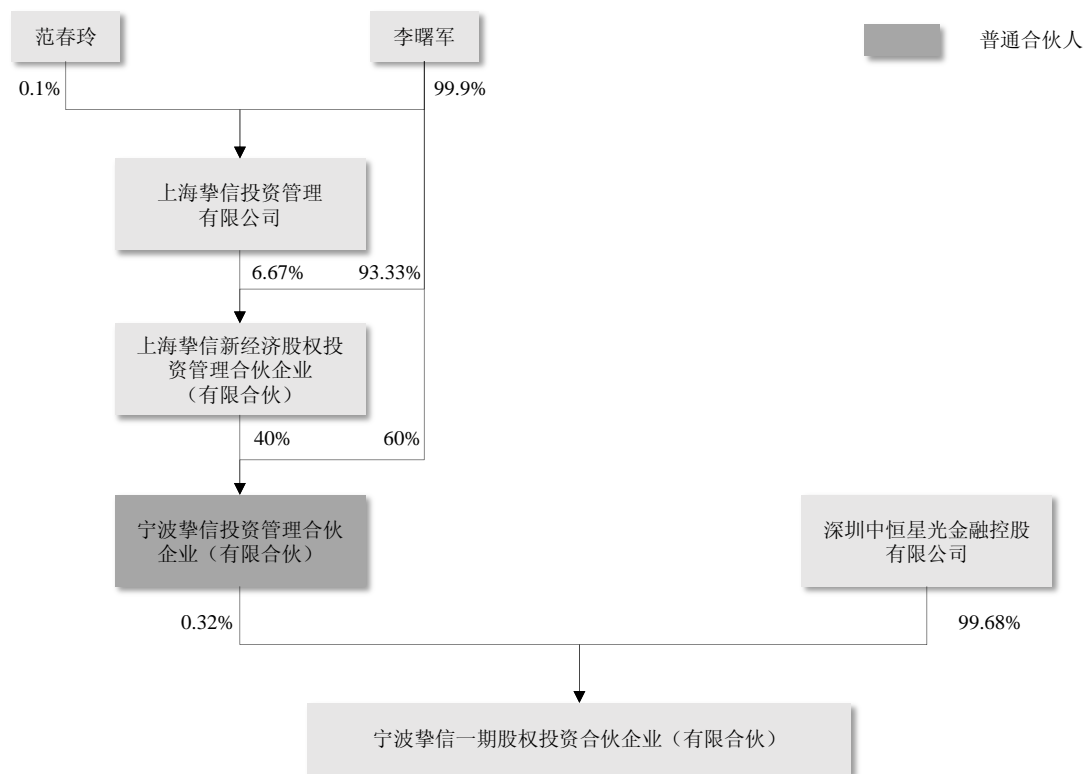 范春玲
李曙军
普通合伙人
0.1%
99.9%
上海挚信投资管理
有限公司
6.67%
93.33%
上海挚信新经济股权投
资管理合伙企业
（有限合伙）
40%
60%
宁波挚信投资管理合伙
企业（有限合伙）
深圳中恒星光金融控股
有限公司
0.32%
99.68%
宁波挚信一期股权投资合伙企业（有限合伙）